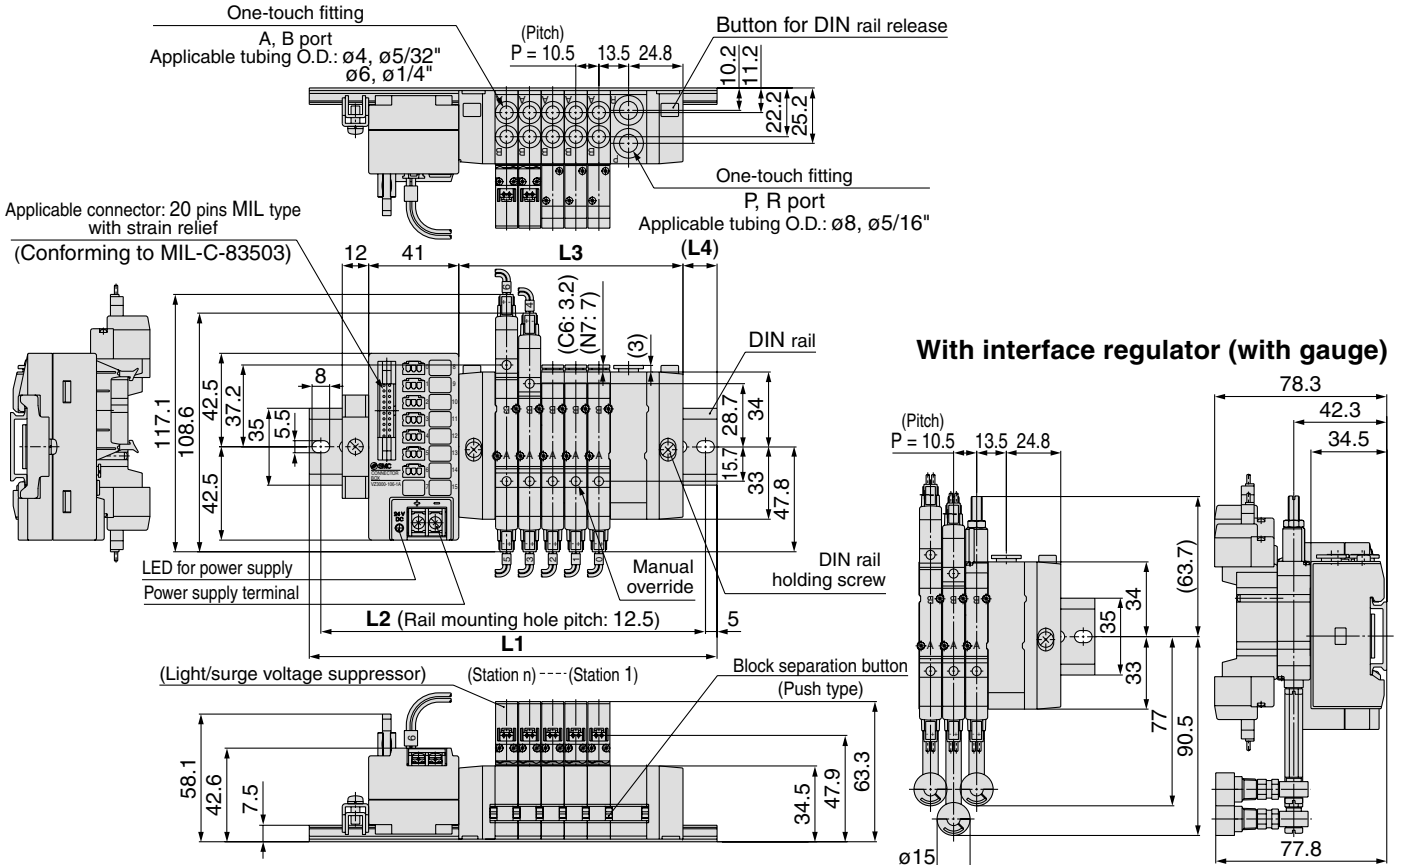 One-touch fitting
A, B port
Applicable tubing O.D.: ø4, ø5/32"
ø6, ø1/4"
(Pitch)
P = 10.5
13.5
24.8
Button for DIN rail release
10.2
11.2
22.2
25.2
One-touch fitting
P, R port
Applicable tubing O.D.: ø8, ø5/16"
Applicable connector: 20 pins MIL type
with strain relief
(Conforming to MIL-C-83503)
12
41
L3
(L4)
(C6: 3.2)
(N7: 7)
(3)
DIN rail
117.1
108.6
42.5
37.2
35
8
5.5
42.5
28.7
34
15.7
33
47.8
SMC
CONNECTOR
BOX
24 V
DC
LED for power supply
Power supply terminal
Manual
override
DIN rail
holding screw
L2 (Rail mounting hole pitch: 12.5)
5
L1
(Light/surge voltage suppressor)
(Station n) ---- (Station 1)
Block separation button
(Push type)
58.1
42.6
7.5
34.5
47.9
63.3
With interface regulator (with gauge)
(Pitch)
P = 10.5
13.5
24.8
78.3
42.3
34.5
(63.7)
34
35
33
77
90.5
ø15
77.8